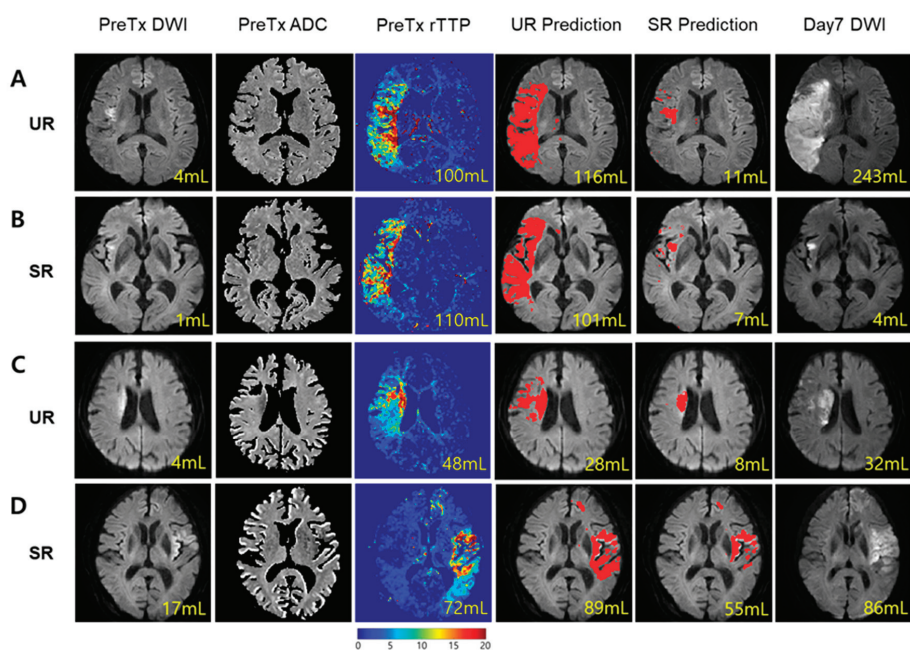 PreTx DWI PreTx ADC PreTx rTTP UR Prediction SR Prediction Day7 DWI
A
UR
4mL 100mL 116mL 11mL 243mL
B
SR
1mL 110mL 101mL 7mL 4mL
C
UR
4mL 48mL 28mL 8mL 32mL
D
SR
17mL 72mL 89mL 55mL 86mL
0 5 10 15 20